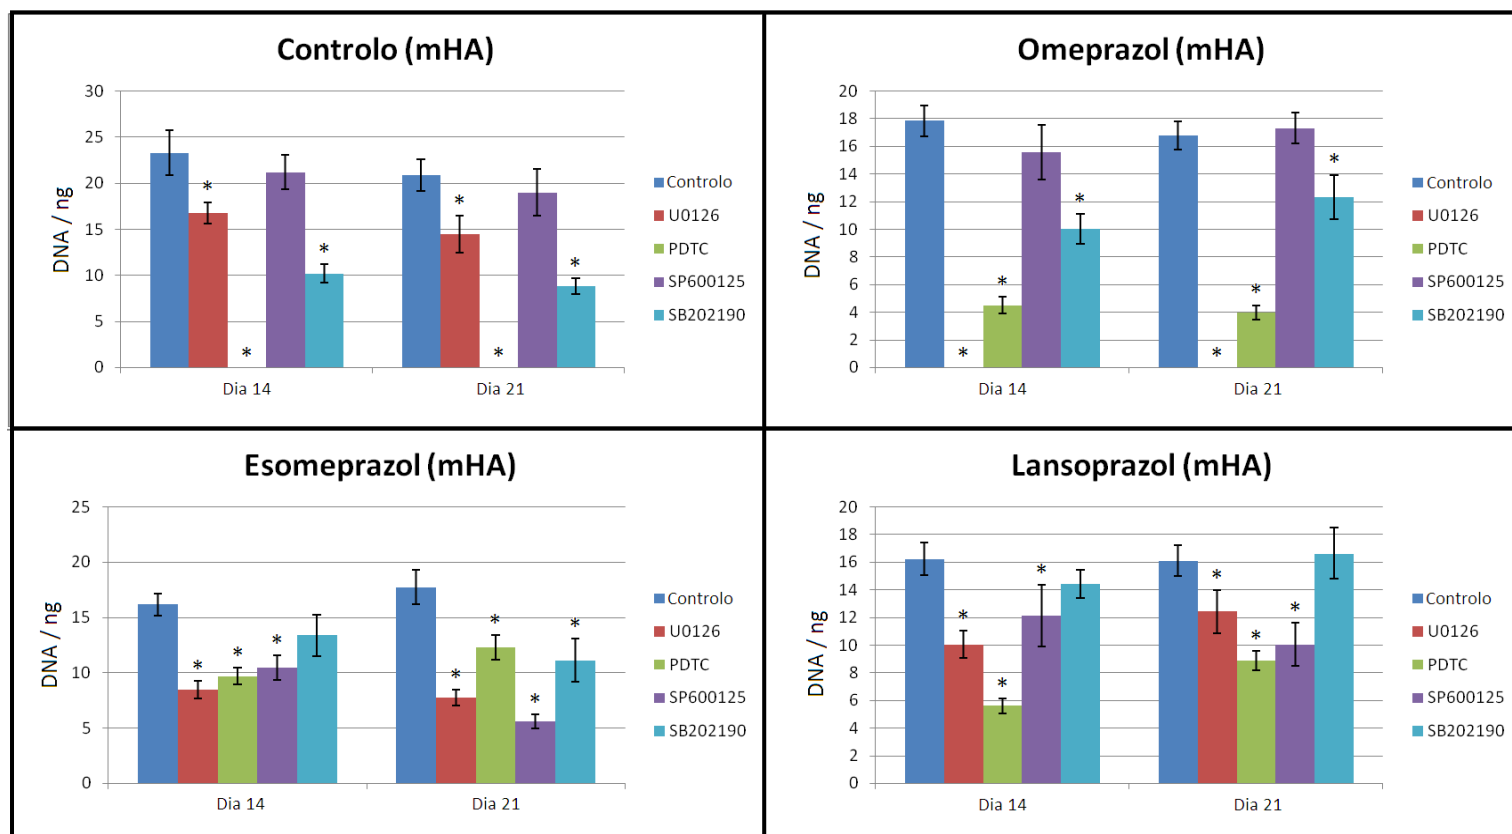 Controlo (mHA)
30
25
20
15
10
5
0
DNA / ng
*
*
*
*
*
*
Dia 14
Dia 21
Controlo
U0126
PDTC
SP600125
SB202190
Omeprazol (mHA)
20
18
16
14
12
10
8
6
4
2
0
DNA / ng
*
*
*
*
*
*
Dia 14
Dia 21
Controlo
U0126
PDTC
SP600125
SB202190
Esomeprazol (mHA)
25
20
15
10
5
0
DNA / ng
*
*
*
*
*
*
*
Dia 14
Dia 21
Controlo
U0126
PDTC
SP600125
SB202190
Lansoprazol (mHA)
20
18
16
14
12
10
8
6
4
2
0
DNA / ng
*
*
*
*
*
*
Dia 14
Dia 21
Controlo
U0126
PDTC
SP600125
SB202190